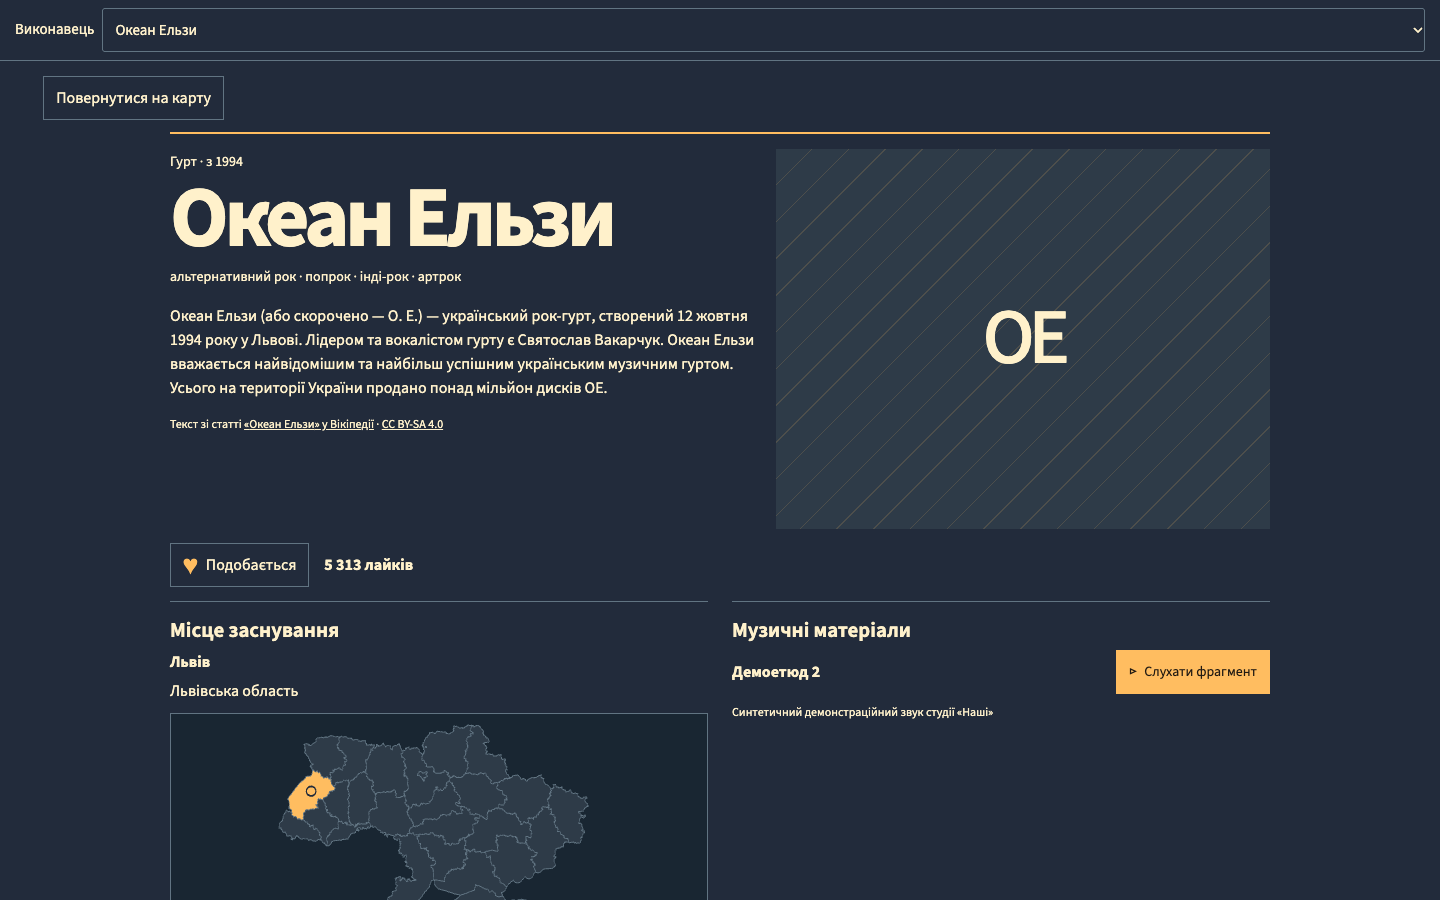 Виконавець
Океан Ельзи
Повернутися на карту
Гурт · з 1994
Океан Ельзи
альтернативний рок · попрок · інді-рок · артрок
Океан Ельзи (або скорочено — О. Е.) — український рок-гурт, створений 12 жовтня
1994 року у Львові. Лідером та вокалістом гурту є Святослав Вакарчук. Океан Ельзи
вважається найвідомішим та найбільш успішним українським музичним гуртом.
Усього на території України продано понад мільйон дисків ОЕ.
Текст зі статті «Океан Ельзи» у Вікіпедії · CC BY-SA 4.0
ОЕ
♥ Подобається
5 313 лайків
Місце заснування
Львів
Львівська область
Музичні матеріали
Демоетюд 2
▹ Слухати фрагмент
Синтетичний демонстраційний звук студії «Наші»